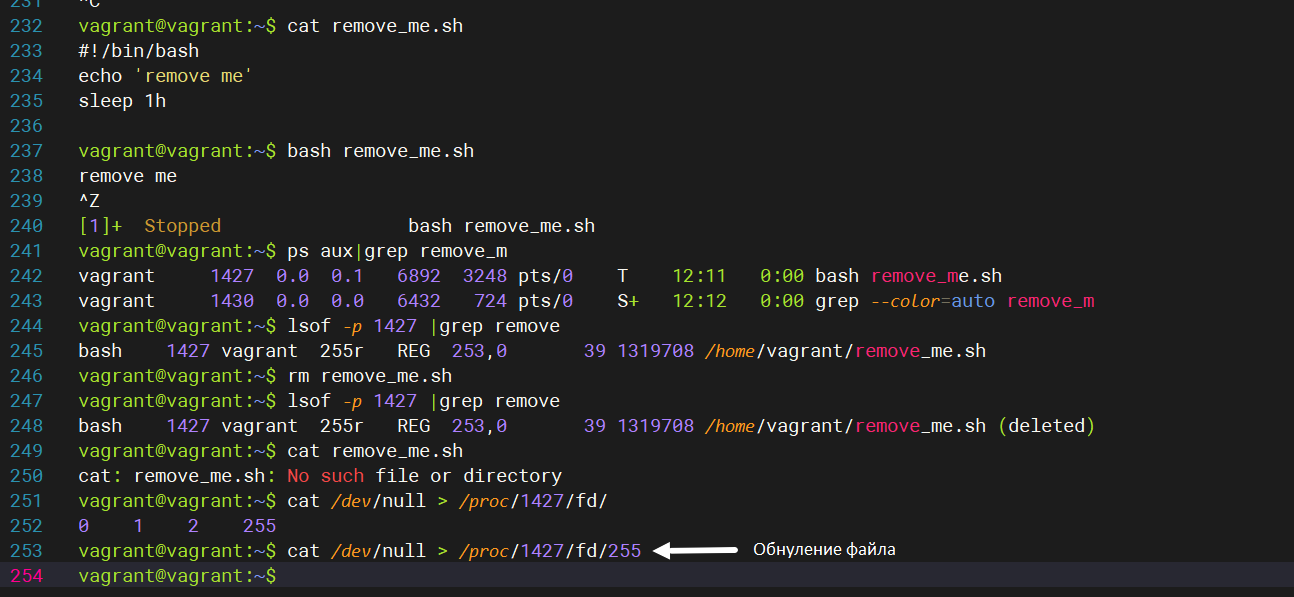 231 ^C
232 vagrant@vagrant:~$ cat remove_me.sh
233 #!/bin/bash
234 echo 'remove me'
235 sleep 1h
236
237 vagrant@vagrant:~$ bash remove_me.sh
238 remove me
239 ^Z
240 [1]+  Stopped                 bash remove_me.sh
241 vagrant@vagrant:~$ ps aux|grep remove_m
242 vagrant     1427  0.0  0.1   6892  3248 pts/0    T    12:11   0:00 bash remove_me.sh
243 vagrant     1430  0.0  0.0   6432   724 pts/0    S+   12:12   0:00 grep --color=auto remove_m
244 vagrant@vagrant:~$ lsof -p 1427 |grep remove
245 bash    1427 vagrant  255r   REG  253,0       39 1319708 /home/vagrant/remove_me.sh
246 vagrant@vagrant:~$ rm remove_me.sh
247 vagrant@vagrant:~$ lsof -p 1427 |grep remove
248 bash    1427 vagrant  255r   REG  253,0       39 1319708 /home/vagrant/remove_me.sh (deleted)
249 vagrant@vagrant:~$ cat remove_me.sh
250 cat: remove_me.sh: No such file or directory
251 vagrant@vagrant:~$ cat /dev/null > /proc/1427/fd/
252 0    1    2    255
253 vagrant@vagrant:~$ cat /dev/null > /proc/1427/fd/255 Обнуление файла
254 vagrant@vagrant:~$